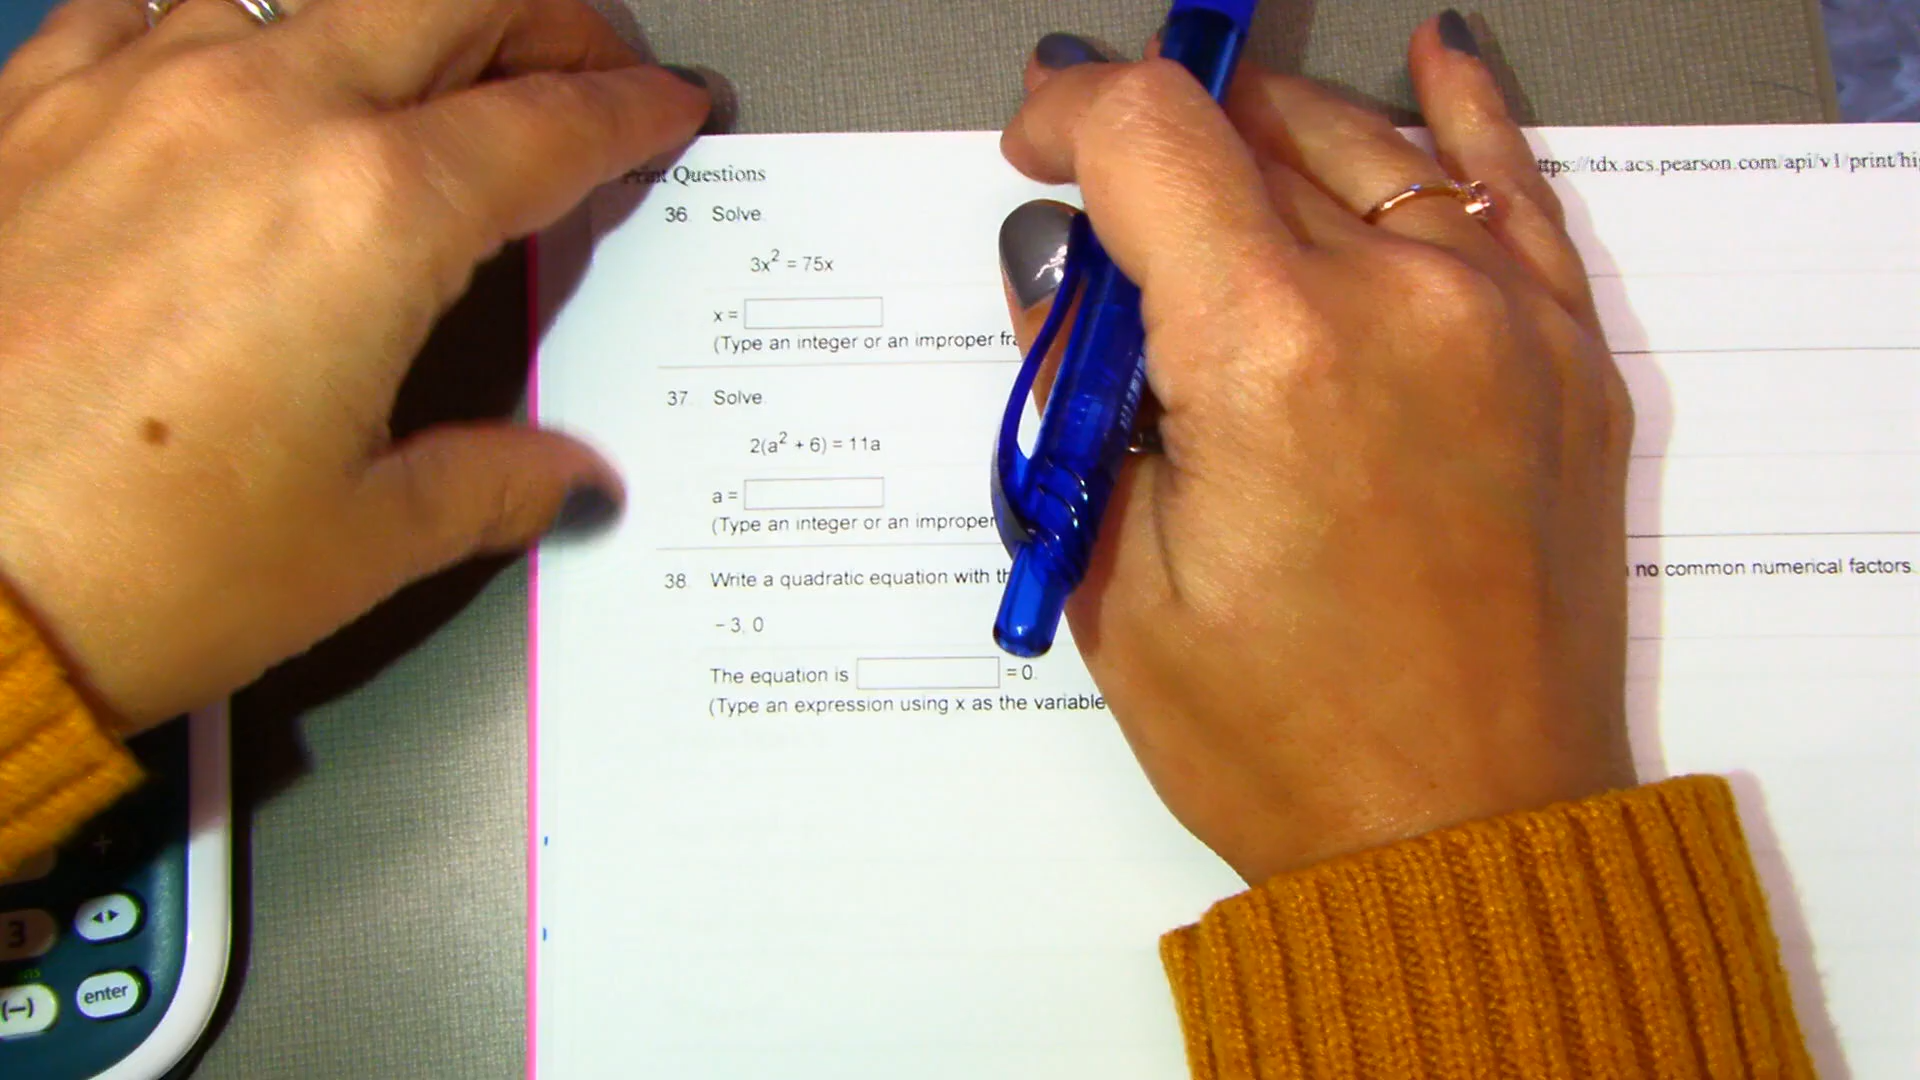 Print Questions
ttps://tdx.acs.pearson.com/api/v1/print/hi
36. Solve.
3x² = 75x
x =
(Type an integer or an improper fra
37. Solve.
2(a² + 6) = 11a
a =
(Type an integer or an improper
38. Write a quadratic equation with th no common numerical factors.
− 3, 0
The equation is = 0.
(Type an expression using x as the variable
3
(−)
enter